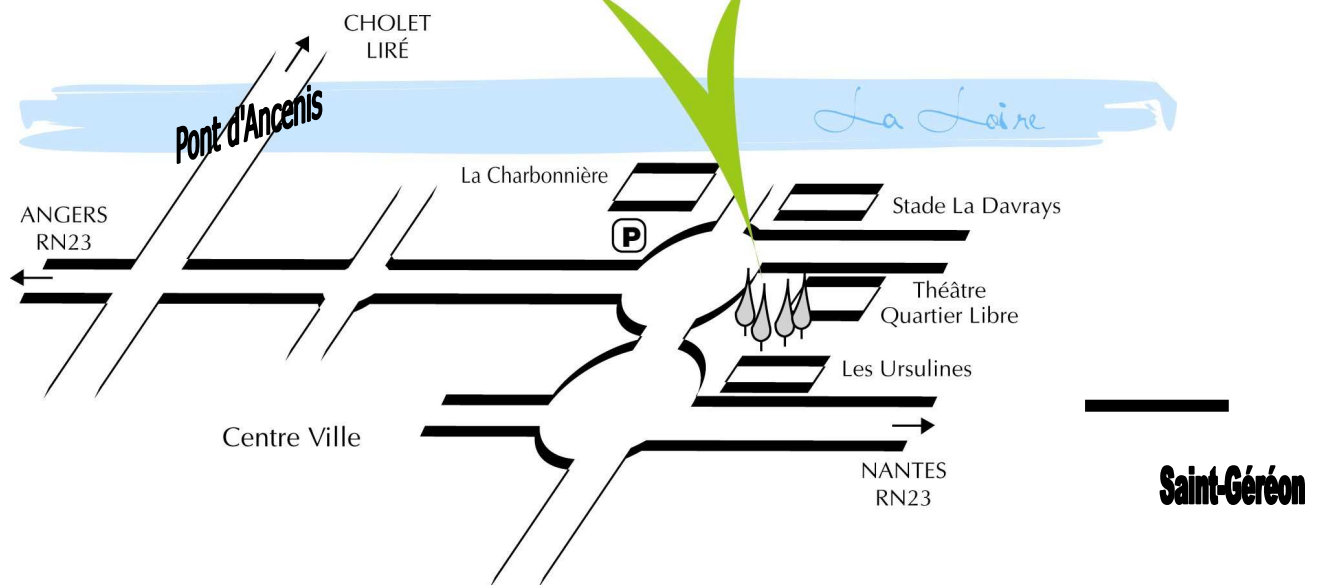 CHOLET
LIRÉ
Pont d'Ancenis
La Loire
La Charbonnière
Stade La Davrays
ANGERS
RN23
P
Théâtre
Quartier Libre
Les Ursulines
Centre Ville
NANTES
RN23
Saint-Géréon